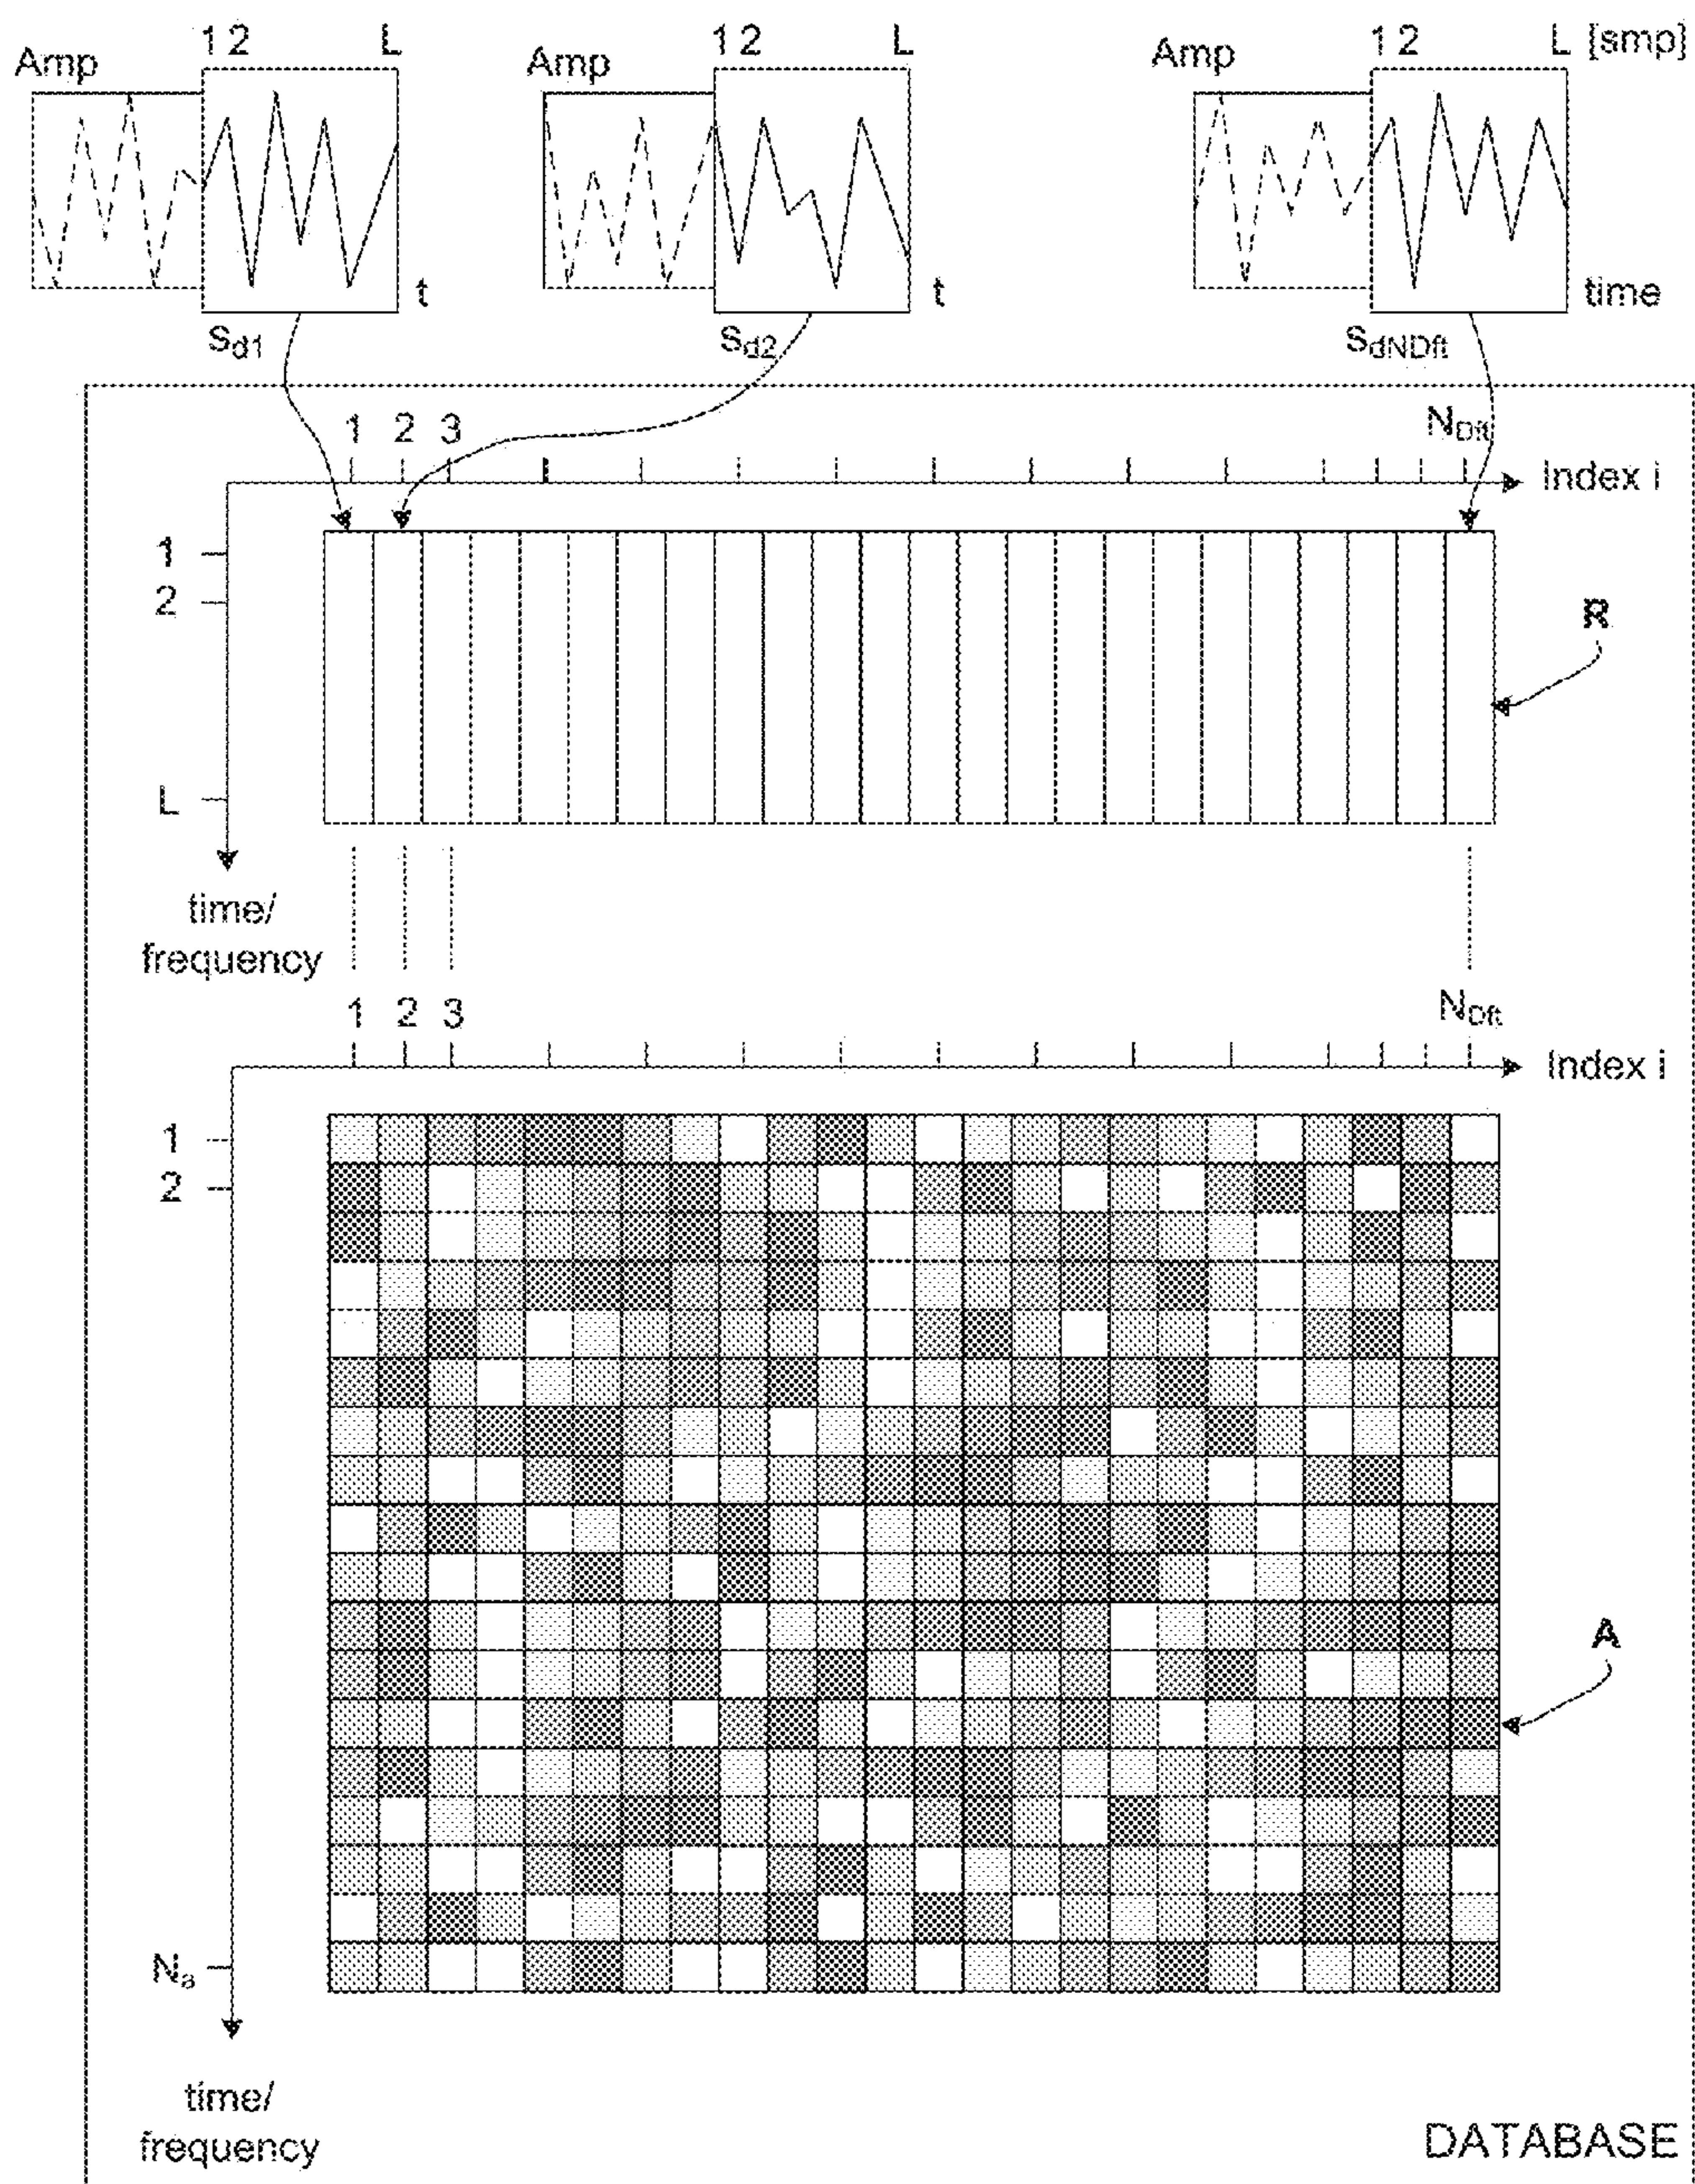 1 2 L
Amp
t
Sd1
1 2 L
Amp
t
Sd2
1 2 L [smp]
Amp
time
SdNDft
1 2 3 NDft
Index i
1
2
L
time/
frequency
R
1 2 3 NDft
Index i
1
2
Na
time/
frequency
A
DATABASE